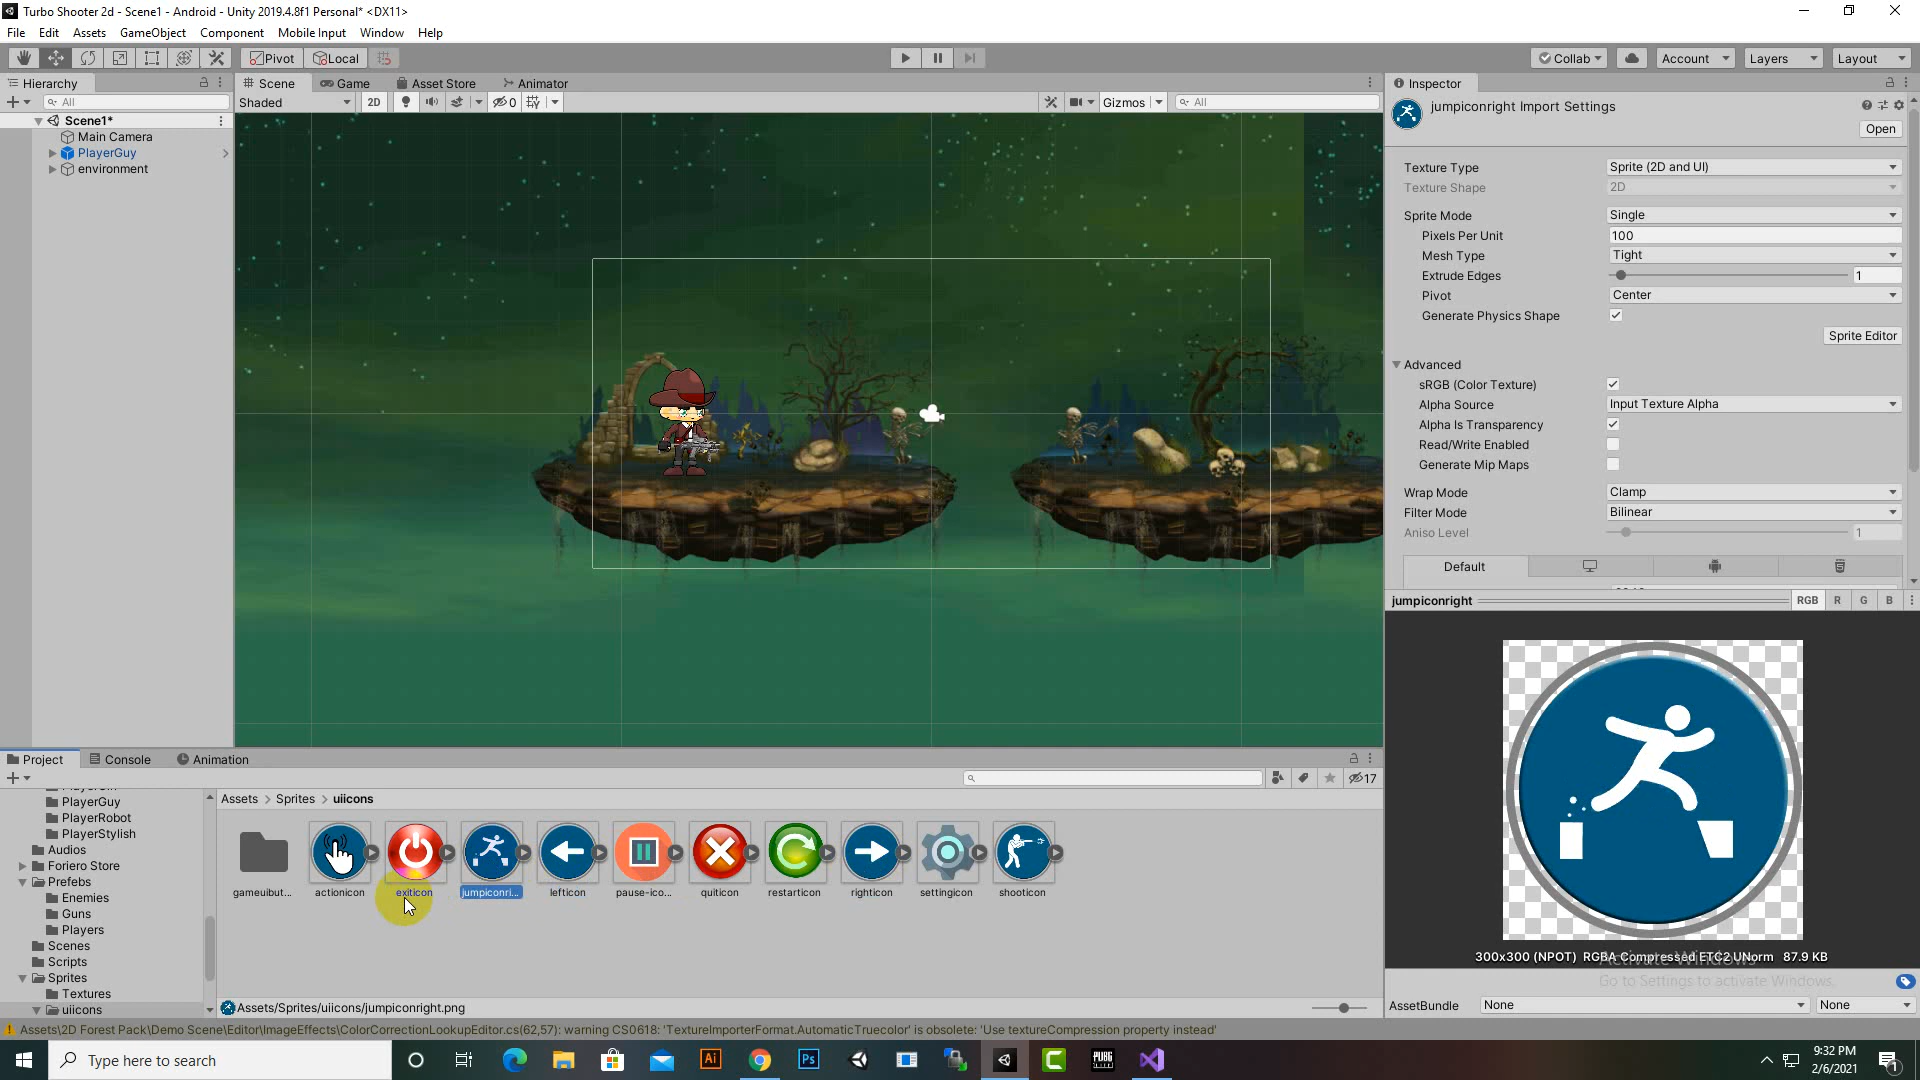 Turbo Shooter 2d - Scene1 - Android - Unity 2019.4.8f1 Personal* <DX11>
File Edit Assets GameObject Component Mobile Input Window Help
Pivot Local Collab Account Layers Layout
Hierarchy
All
Scene1*
Main Camera
PlayerGuy
environment
Scene Game Asset Store Animator
Shaded 2D 0 Gizmos All
Inspector
jumpiconright Import Settings
Open
Texture Type Sprite (2D and UI)
Texture Shape 2D
Sprite Mode Single
Pixels Per Unit 100
Mesh Type Tight
Extrude Edges 1
Pivot Center
Generate Physics Shape
Sprite Editor
Advanced
sRGB (Color Texture)
Alpha Source Input Texture Alpha
Alpha Is Transparency
Read/Write Enabled
Generate Mip Maps
Wrap Mode Clamp
Filter Mode Bilinear
Aniso Level 1
Default
jumpiconright RGB R G B
300x300 (NPOT) RGBA Compressed ETC2 UNorm 87.9 KB
Activate Windows
Go to Settings to activate Windows.
AssetBundle None None
Project Console Animation
17
PlayerGuy
PlayerRobot
PlayerStylish
Audios
Foriero Store
Prefebs
Enemies
Guns
Players
Scenes
Scripts
Sprites
Textures
uiicons
Assets > Sprites > uiicons
gameuibut... actionicon exiticon jumpiconri... lefticon pause-ico... quiticon restarticon righticon settingicon shooticon
Assets/Sprites/uiicons/jumpiconright.png
Assets\2D Forest Pack\Demo Scene\Editor\ImageEffects\ColorCorrectionLookupEditor.cs(62,57): warning CS0618: 'TextureImporterFormat.AutomaticTruecolor' is obsolete: 'Use textureCompression property instead'
Type here to search
Ai
Ps
PUBG
9:32 PM
2/6/2021
1